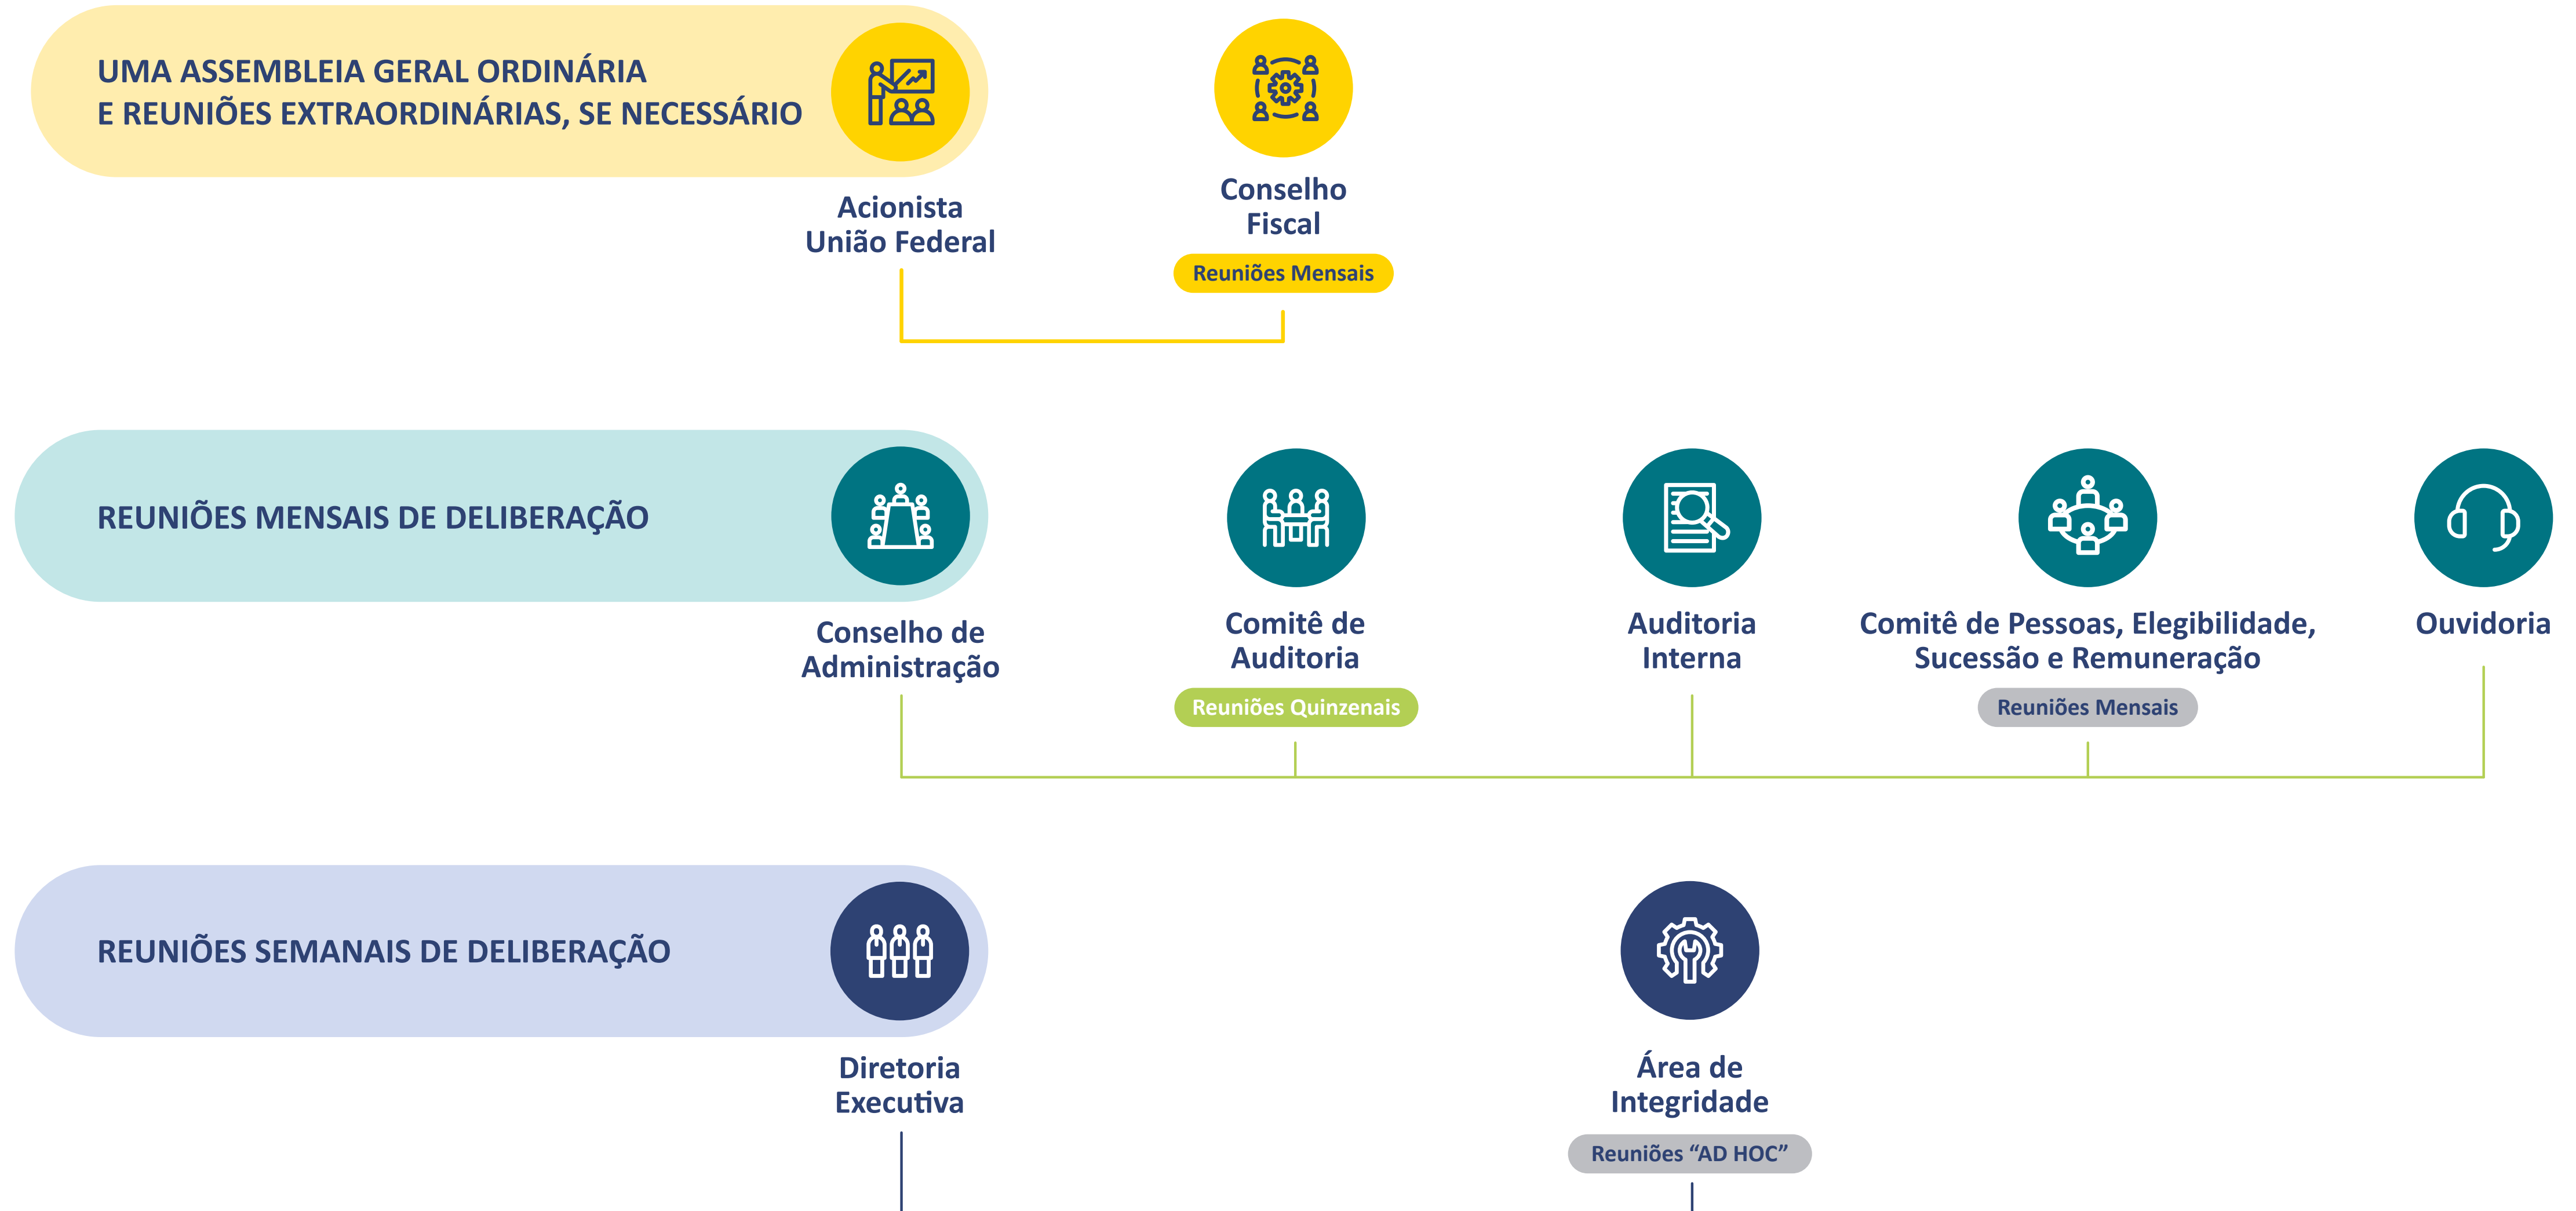 UMA ASSEMBLEIA GERAL ORDINÁRIA
E REUNIÕES EXTRAORDINÁRIAS, SE NECESSÁRIO
Acionista
União Federal
Conselho
Fiscal
Reuniões Mensais
REUNIÕES MENSAIS DE DELIBERAÇÃO
Conselho de
Administração
Comitê de
Auditoria
Reuniões Quinzenais
Auditoria
Interna
Comitê de Pessoas, Elegibilidade,
Sucessão e Remuneração
Reuniões Mensais
Ouvidoria
REUNIÕES SEMANAIS DE DELIBERAÇÃO
Diretoria
Executiva
Área de
Integridade
Reuniões “AD HOC”